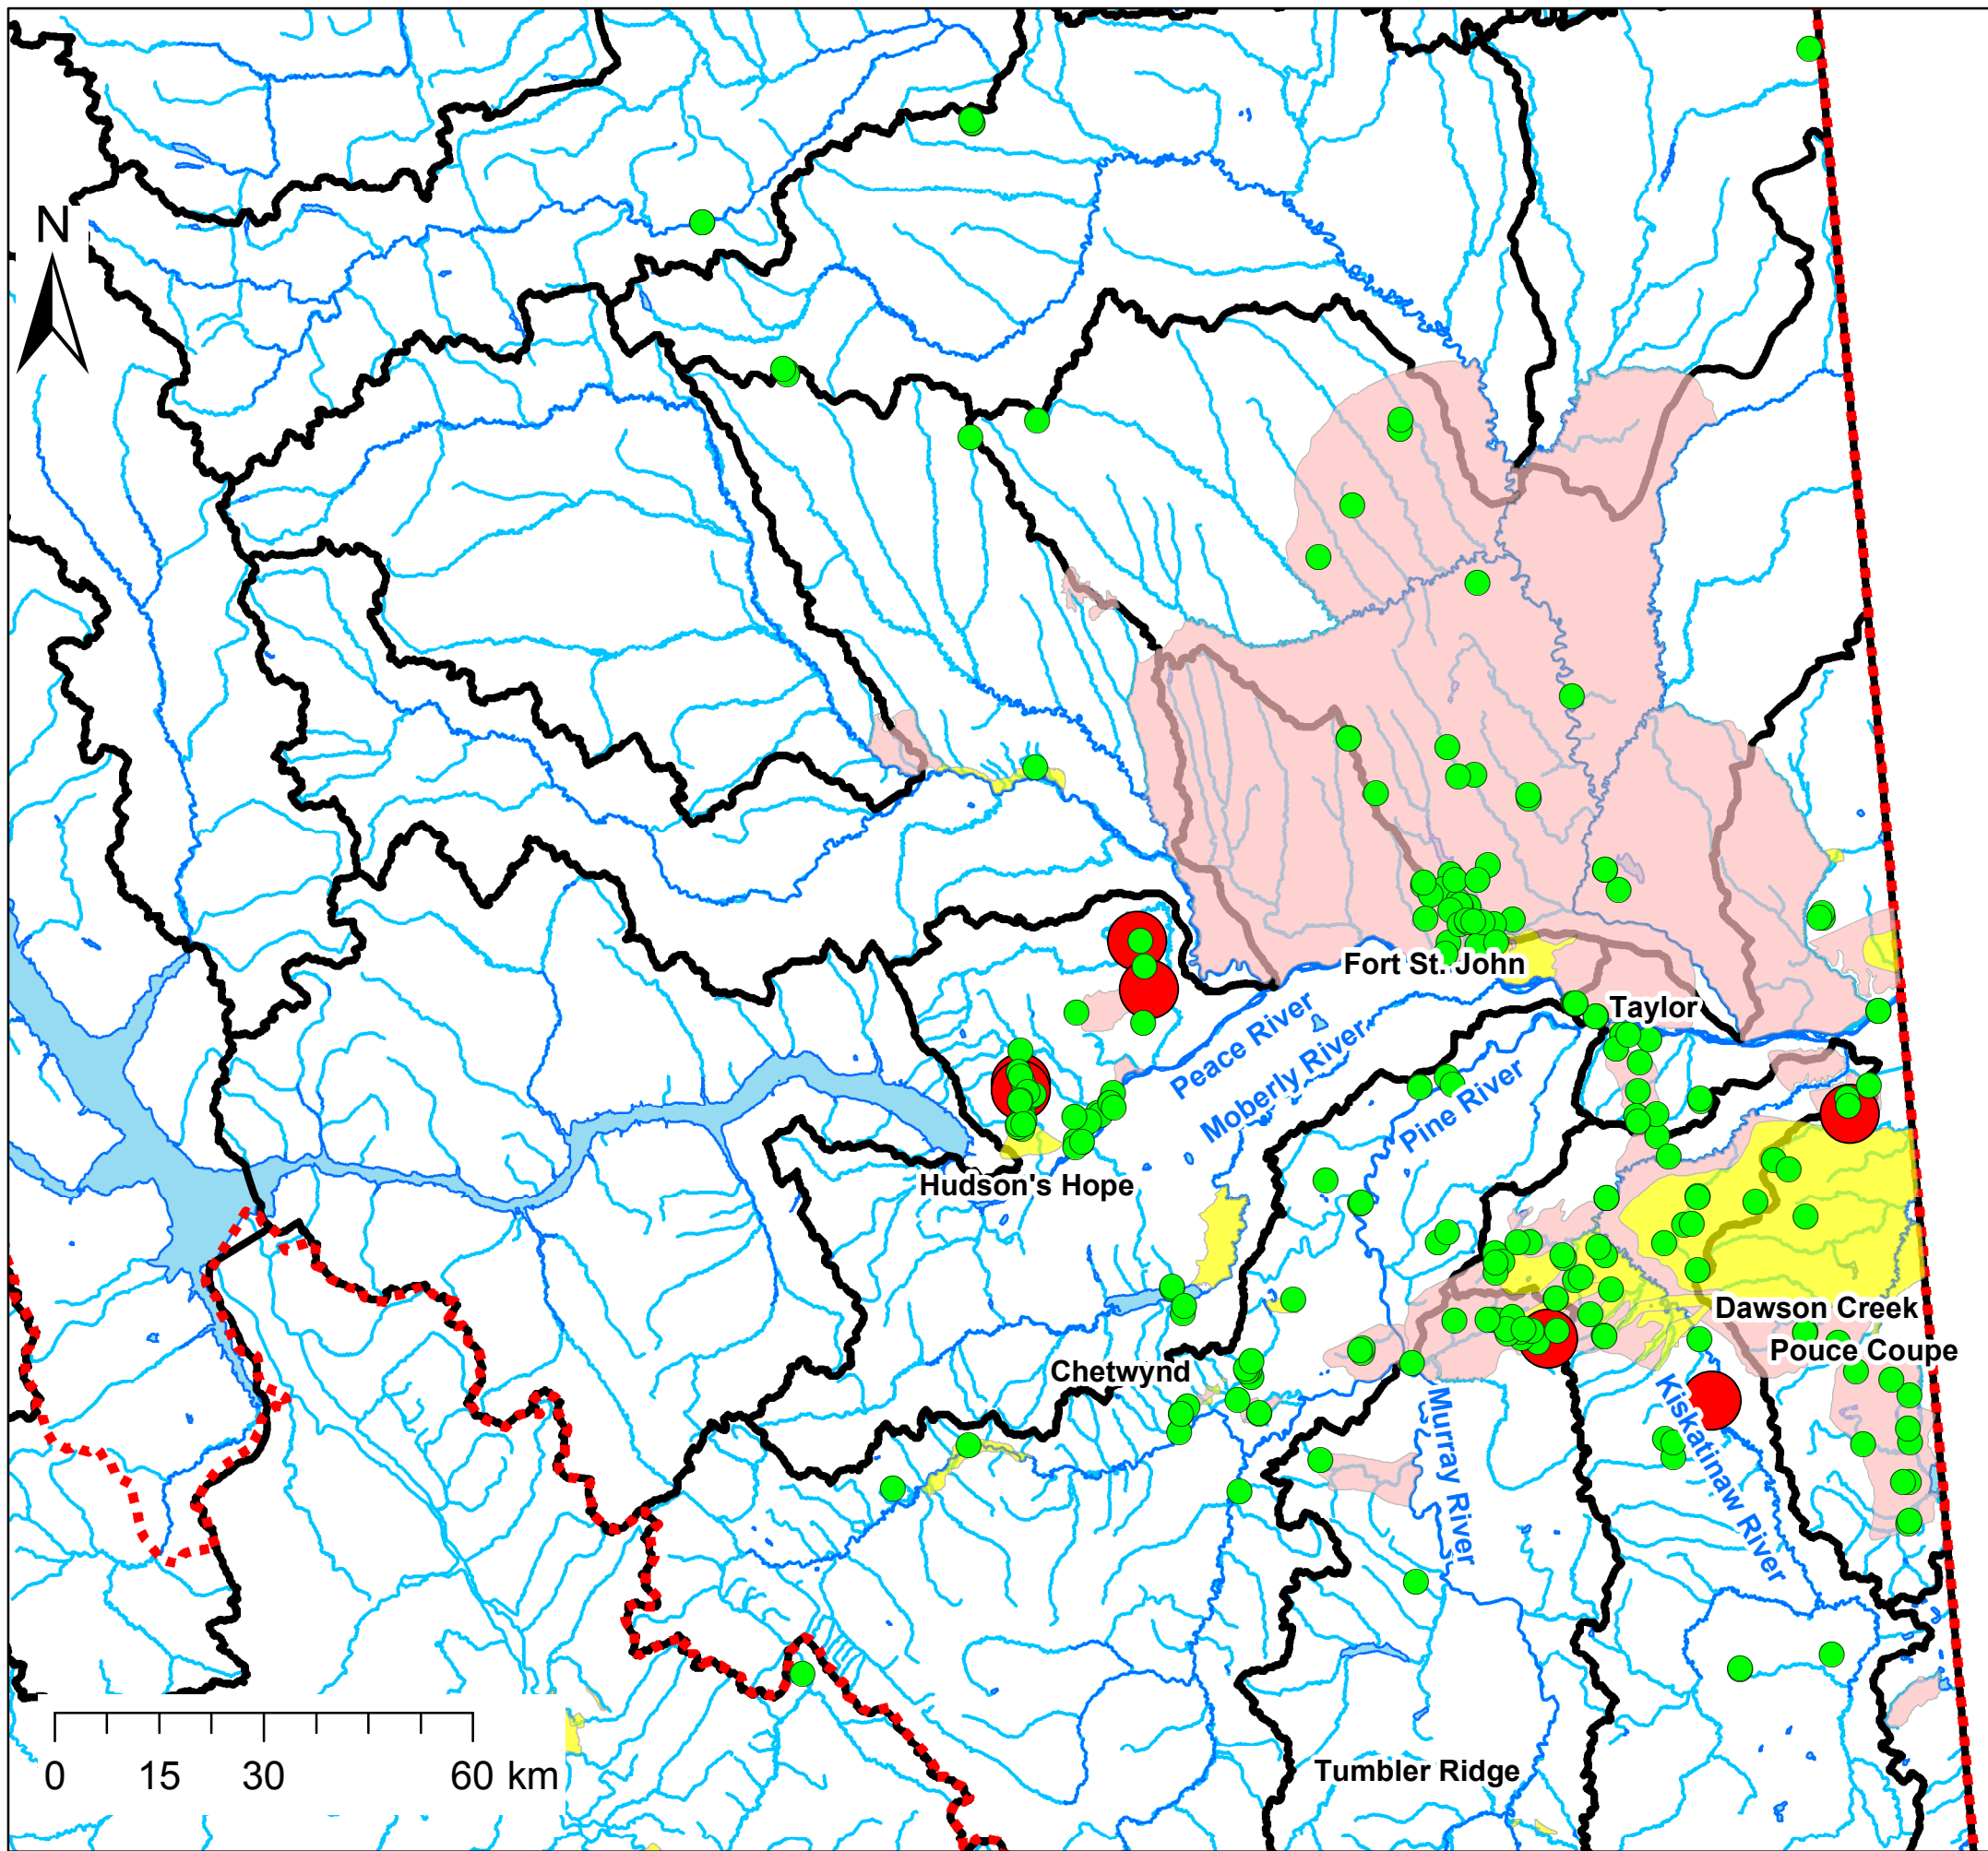 N
Fort St. John
Taylor
Peace River
Moberly River
Pine River
Hudson's Hope
Dawson Creek
Pouce Coupe
Chetwynd
Murray River
Kiskatinaw River
Tumbler Ridge
0 15 30 60 km